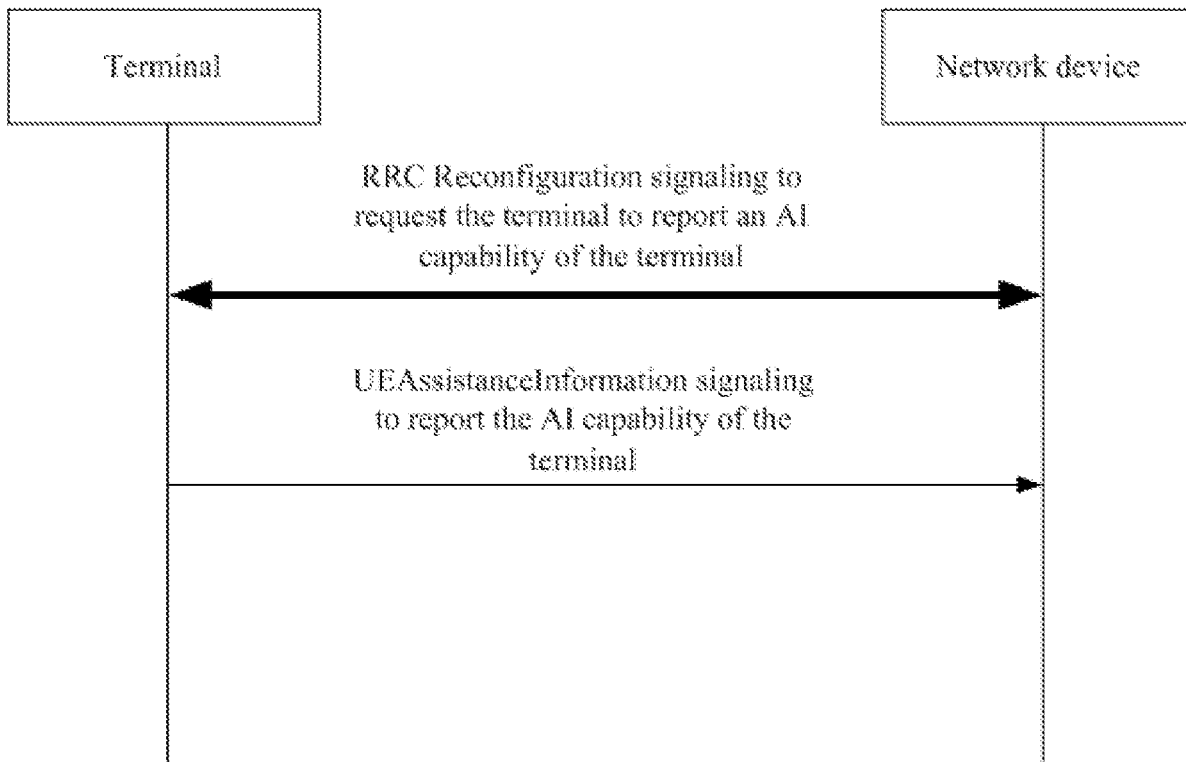 Terminal
Network device
RRC Reconfiguration signaling to
request the terminal to report an AI
capability of the terminal
UEAssistanceInformation signaling
to report the AI capability of the
terminal